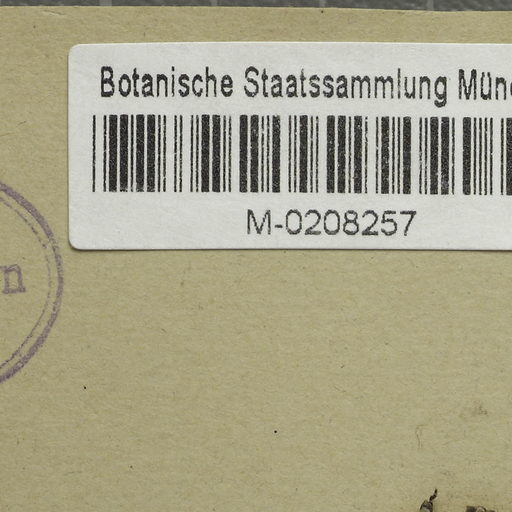 Botanische Staatssammlung Münc
M-0208257
n